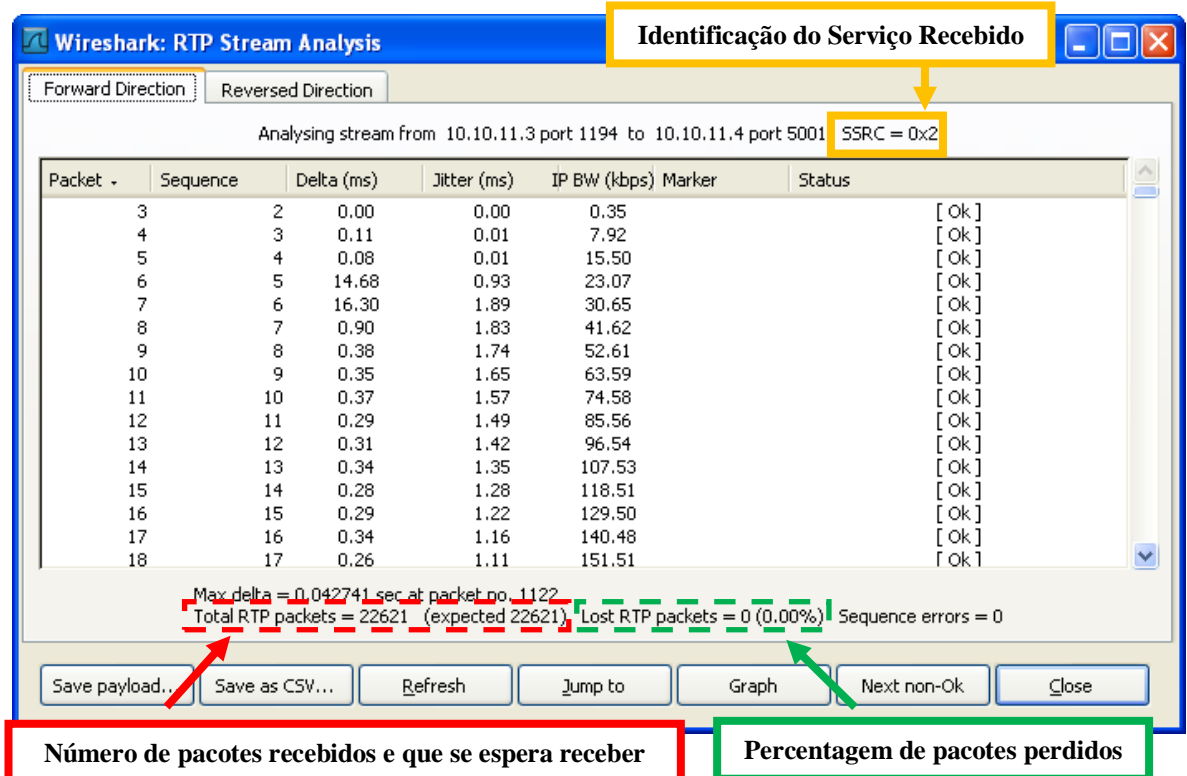 Wireshark: RTP Stream Analysis
Identificação do Serviço Recebido
Forward Direction Reversed Direction
Analysing stream from 10.10.11.3 port 1194 to 10.10.11.4 port 5001 SSRC = 0x2
Packet Sequence Delta (ms) Jitter (ms) IP BW (kbps) Marker Status
3 2 0.00 0.00 0.35 [ Ok ]
4 3 0.11 0.01 7.92 [ Ok ]
5 4 0.08 0.01 15.50 [ Ok ]
6 5 14.68 0.93 23.07 [ Ok ]
7 6 16.30 1.89 30.65 [ Ok ]
8 7 0.90 1.83 41.62 [ Ok ]
9 8 0.38 1.74 52.61 [ Ok ]
10 9 0.35 1.65 63.59 [ Ok ]
11 10 0.37 1.57 74.58 [ Ok ]
12 11 0.29 1.49 85.56 [ Ok ]
13 12 0.31 1.42 96.54 [ Ok ]
14 13 0.34 1.35 107.53 [ Ok ]
15 14 0.28 1.28 118.51 [ Ok ]
16 15 0.29 1.22 129.50 [ Ok ]
17 16 0.34 1.16 140.48 [ Ok ]
18 17 0.26 1.11 151.51 [ Ok ]
Max delta = 0.042741 sec at packet no. 1122
Total RTP packets = 22621 (expected 22621) Lost RTP packets = 0 (0.00%) Sequence errors = 0
Save payload... Save as CSV... Refresh Jump to Graph Next non-Ok Close
Número de pacotes recebidos e que se espera receber
Percentagem de pacotes perdidos